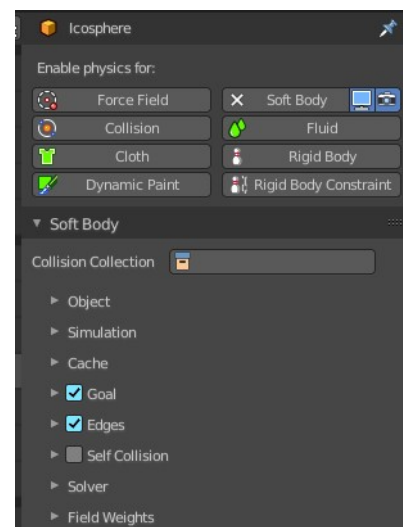 Icosphere
Enable physics for:
Force Field
Soft Body
Collision
Fluid
Cloth
Rigid Body
Dynamic Paint
Rigid Body Constraint
Soft Body
Collision Collection
Object
Simulation
Cache
Goal
Edges
Self Collision
Solver
Field Weights